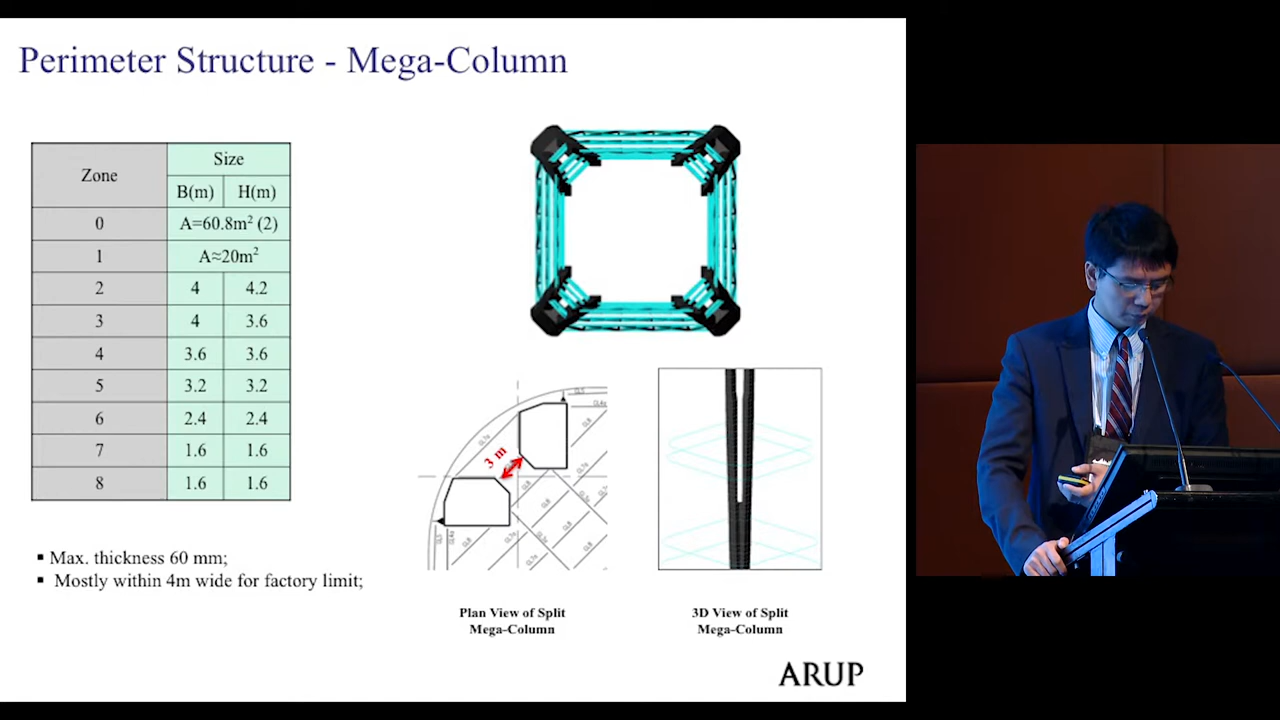 Perimeter Structure - Mega-Column
Zone
Size
B(m) H(m)
0 A=60.8m² (2)
1 A≈20m²
2 4 4.2
3 4 3.6
4 3.6 3.6
5 3.2 3.2
6 2.4 2.4
7 1.6 1.6
8 1.6 1.6
▪ Max. thickness 60 mm;
▪ Mostly within 4m wide for factory limit;
3 m
Plan View of Split
Mega-Column
3D View of Split
Mega-Column
ARUP